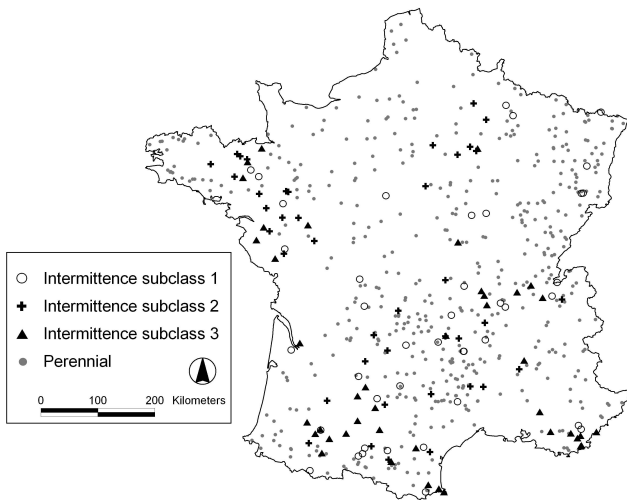 Intermittence subclass 1
Intermittence subclass 2
Intermittence subclass 3
Perennial
0 100 200 Kilometers